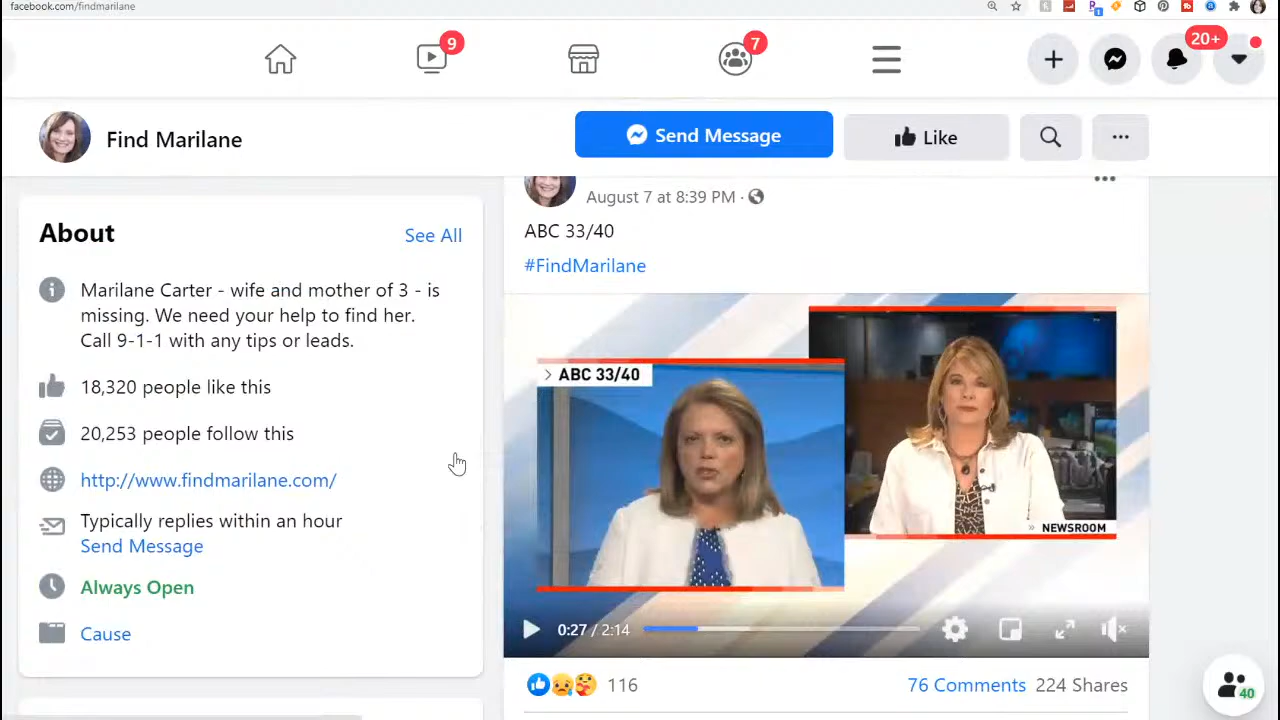 facebook.com/findmarilane
9
7
20+
Find Marilane
Send Message
Like
About
See All
Marilane Carter - wife and mother of 3 - is
missing. We need your help to find her.
Call 9-1-1 with any tips or leads.
18,320 people like this
20,253 people follow this
http://www.findmarilane.com/
Typically replies within an hour
Send Message
Always Open
Cause
August 7 at 8:39 PM ·
ABC 33/40
#FindMarilane
> ABC 33/40
» NEWSROOM
0:27 / 2:14
116
76 Comments 224 Shares
40